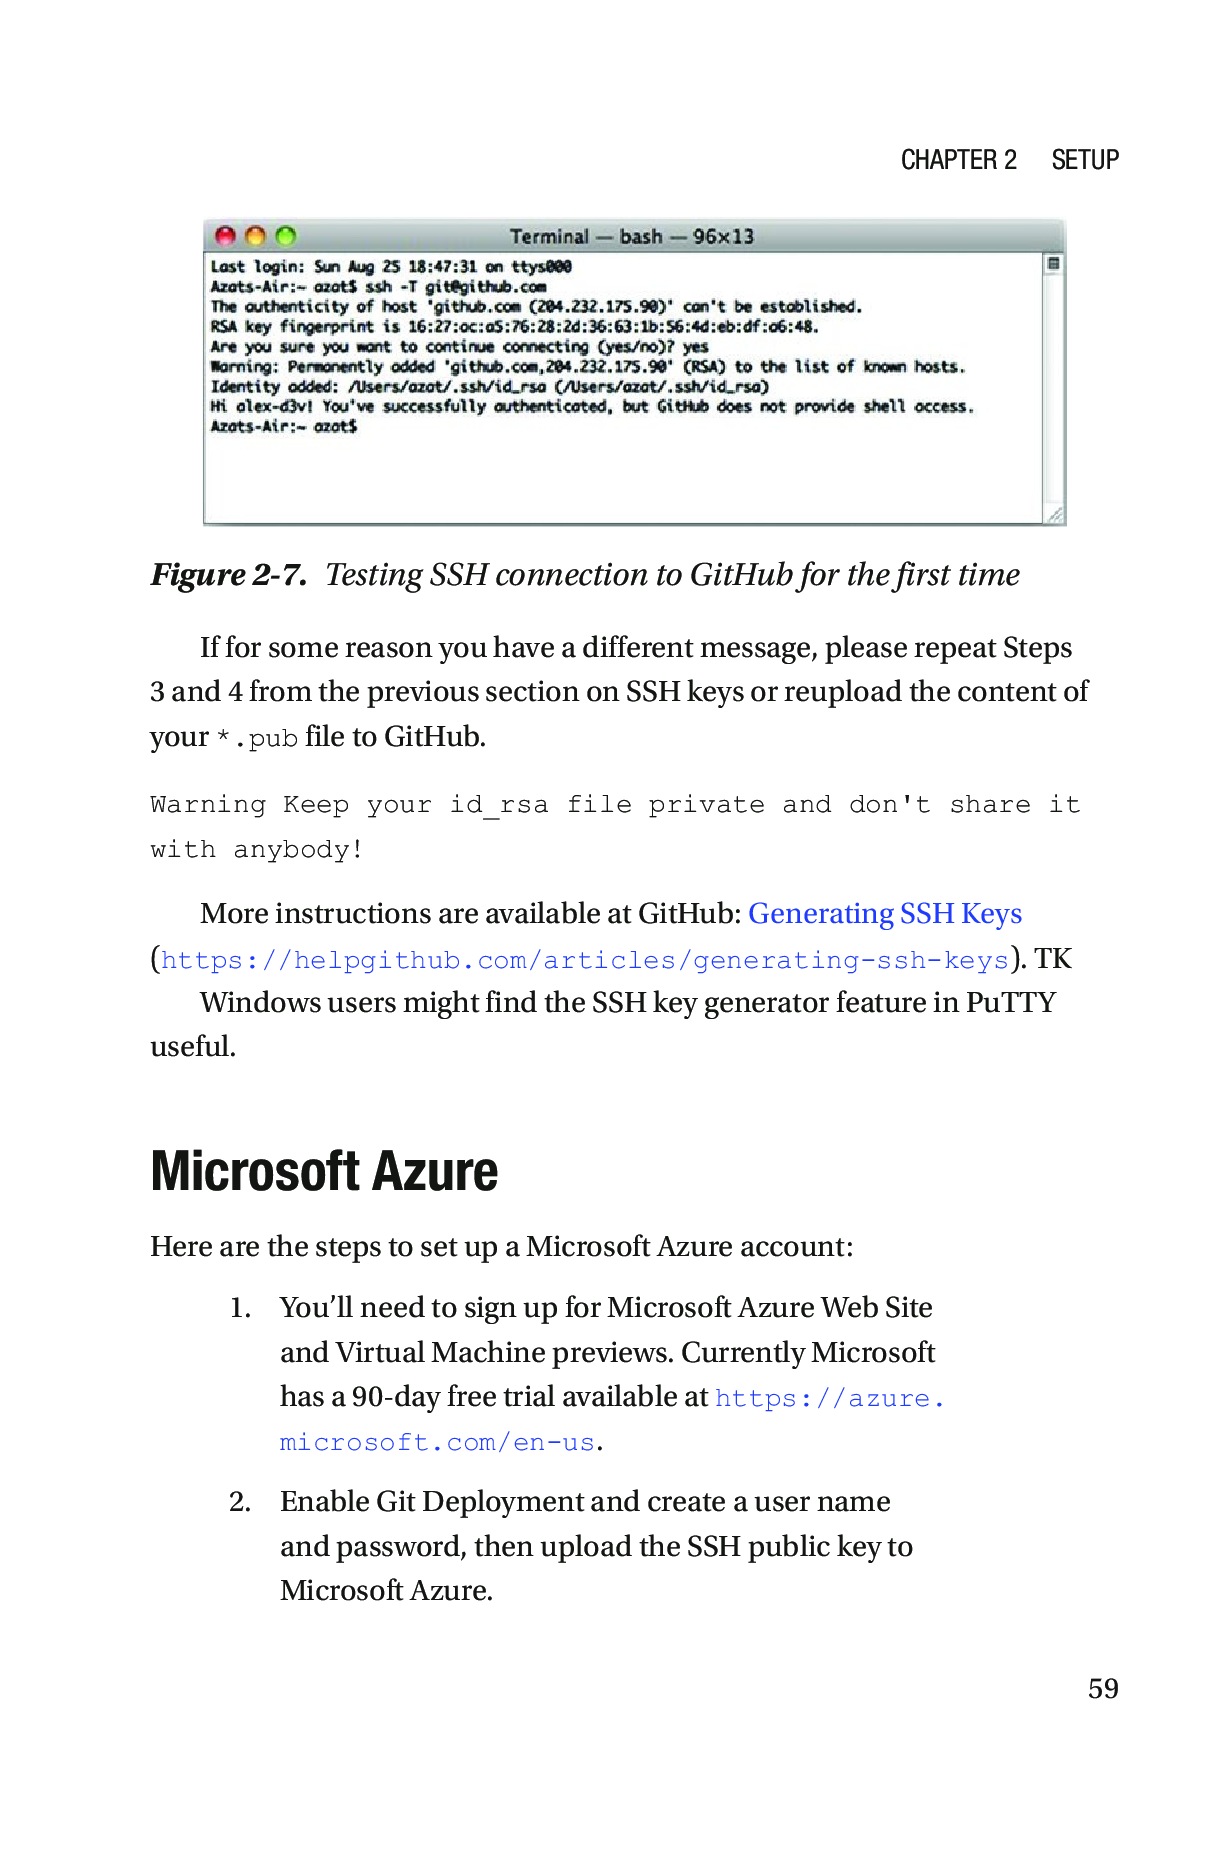 CHAPTER 2 SETUP
Terminal — bash — 96×13
Last login: Sun Aug 25 18:47:31 on ttys000
Azats-Air:~ azat$ ssh -T git@github.com
The authenticity of host 'github.com (204.232.175.90)' can't be established.
RSA key fingerprint is 16:27:ac:a5:76:28:2d:36:63:1b:56:4d:eb:df:a6:48.
Are you sure you want to continue connecting (yes/no)? yes
Warning: Permanently added 'github.com,204.232.175.90' (RSA) to the list of known hosts.
Identity added: /Users/azat/.ssh/id_rsa (/Users/azat/.ssh/id_rsa)
Hi alex-d3v! You've successfully authenticated, but GitHub does not provide shell access.
Azats-Air:~ azat$
Figure 2-7. Testing SSH connection to GitHub for the first time
If for some reason you have a different message, please repeat Steps
3 and 4 from the previous section on SSH keys or reupload the content of
your *.pub file to GitHub.
Warning Keep your id_rsa file private and don't share it
with anybody!
More instructions are available at GitHub: Generating SSH Keys
(https://helpgithub.com/articles/generating-ssh-keys). TK
Windows users might find the SSH key generator feature in PuTTY
useful.
Microsoft Azure
Here are the steps to set up a Microsoft Azure account:
1. You’ll need to sign up for Microsoft Azure Web Site
and Virtual Machine previews. Currently Microsoft
has a 90-day free trial available at https://azure.
microsoft.com/en-us.
2. Enable Git Deployment and create a user name
and password, then upload the SSH public key to
Microsoft Azure.
59